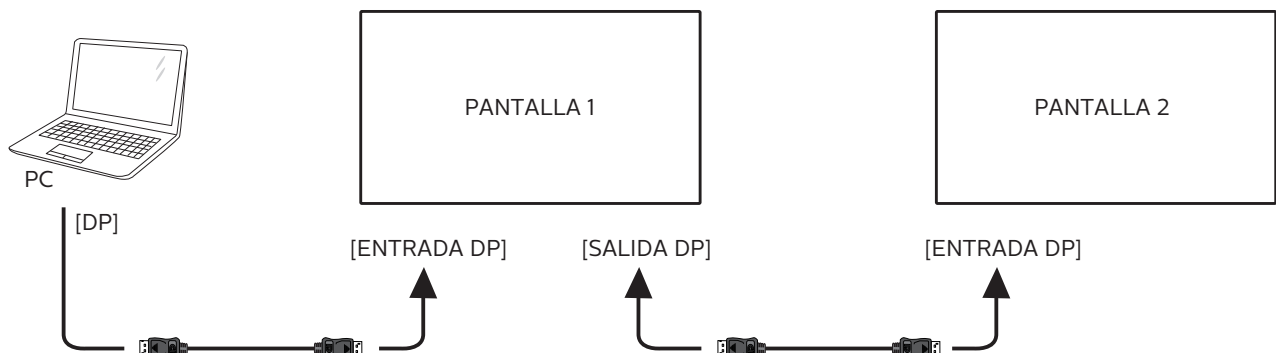 PANTALLA 1
PANTALLA 2
PC
[DP]
[ENTRADA DP]
[SALIDA DP]
[ENTRADA DP]